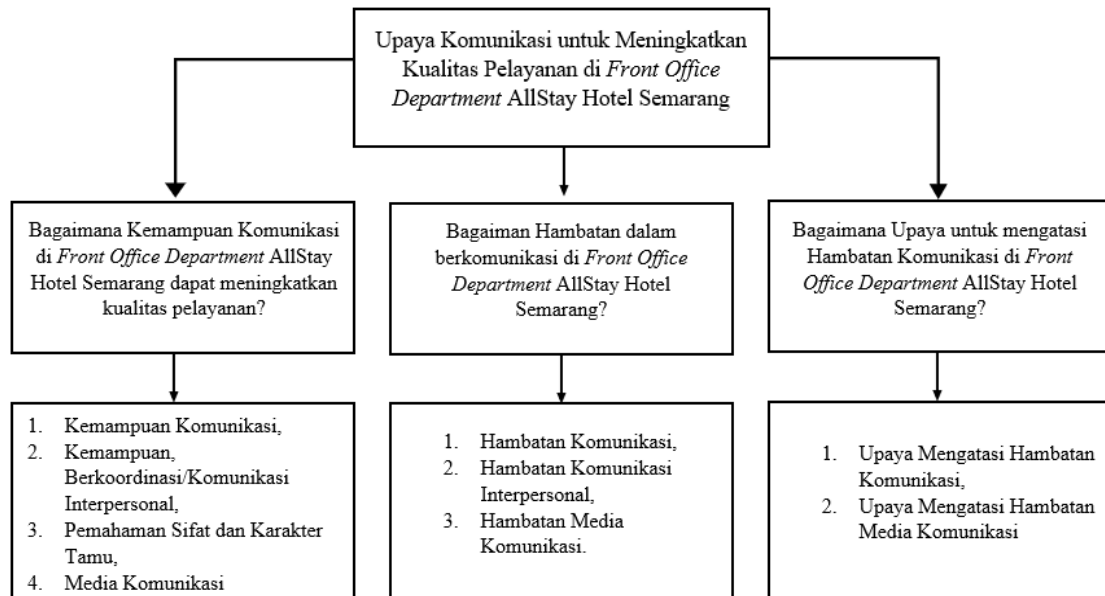 Upaya Komunikasi untuk Meningkatkan
Kualitas Pelayanan di Front Office
Department AllStay Hotel Semarang
Bagaimana Kemampuan Komunikasi
di Front Office Department AllStay
Hotel Semarang dapat meningkatkan
kualitas pelayanan?
Bagaiman Hambatan dalam
berkomunikasi di Front Office
Department AllStay Hotel
Semarang?
Bagaimana Upaya untuk mengatasi
Hambatan Komunikasi di Front
Office Department AllStay Hotel
Semarang?
1. Kemampuan Komunikasi,
2. Kemampuan,
Berkoordinasi/Komunikasi
Interpersonal,
3. Pemahaman Sifat dan Karakter
Tamu,
4. Media Komunikasi
1. Hambatan Komunikasi,
2. Hambatan Komunikasi
Interpersonal,
3. Hambatan Media
Komunikasi.
1. Upaya Mengatasi Hambatan
Komunikasi,
2. Upaya Mengatasi Hambatan
Media Komunikasi